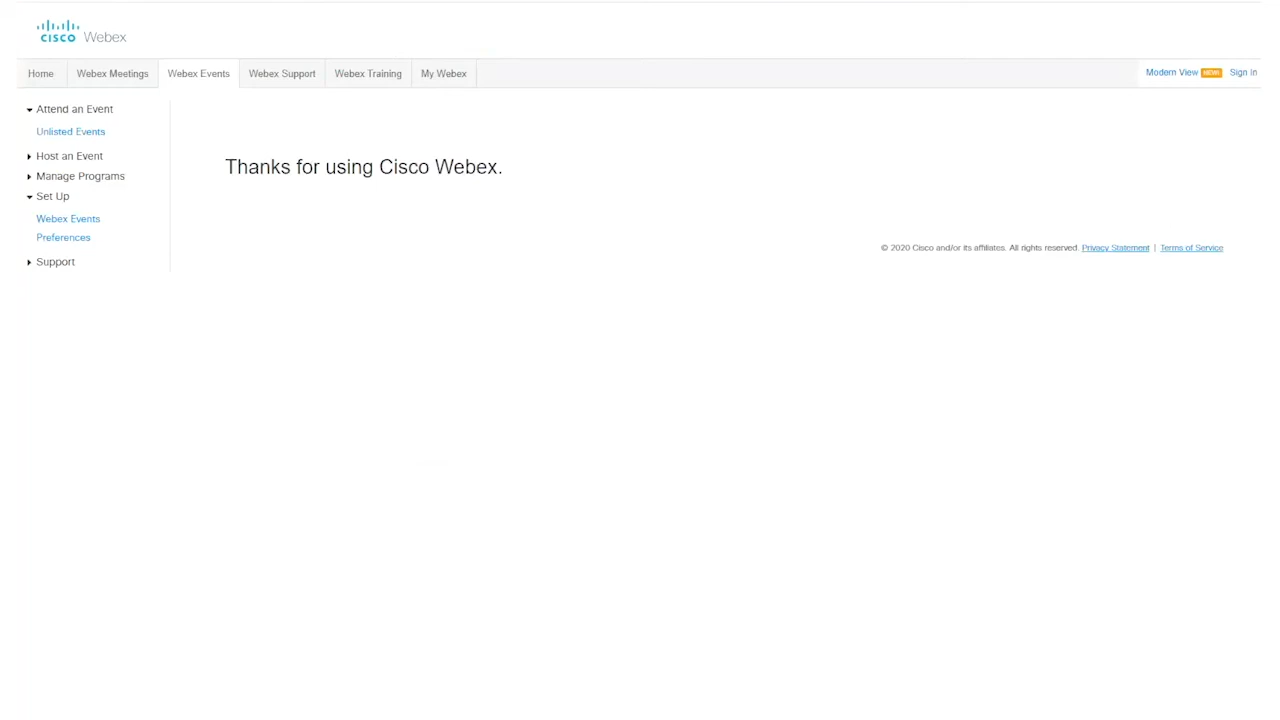 CISCO Webex
Home Webex Meetings Webex Events Webex Support Webex Training My Webex Modern View NEW! Sign In
Attend an Event
Unlisted Events
Host an Event
Manage Programs
Set Up
Webex Events
Preferences
Support
Thanks for using Cisco Webex.
© 2020 Cisco and/or its affiliates. All rights reserved. Privacy Statement | Terms of Service